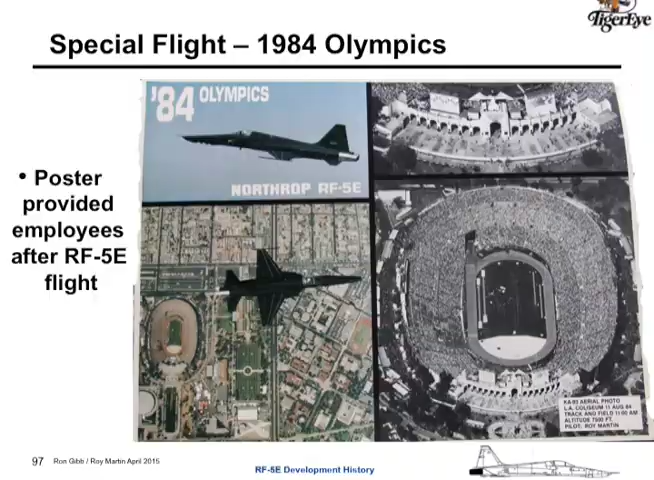 TigerEye
Special Flight – 1984 Olympics
• Poster
provided
employees
after RF-5E
flight
'84 OLYMPICS
NORTHROP RF-5E
KA-95 AERIAL PHOTO
L.A. COLISEUM 11 AUG 84
TRACK AND FIELD 11:00 AM
ALTITUDE 7500 FT.
PILOT: ROY MARTIN
97 Ron Gibb / Roy Martin April 2015
RF-5E Development History